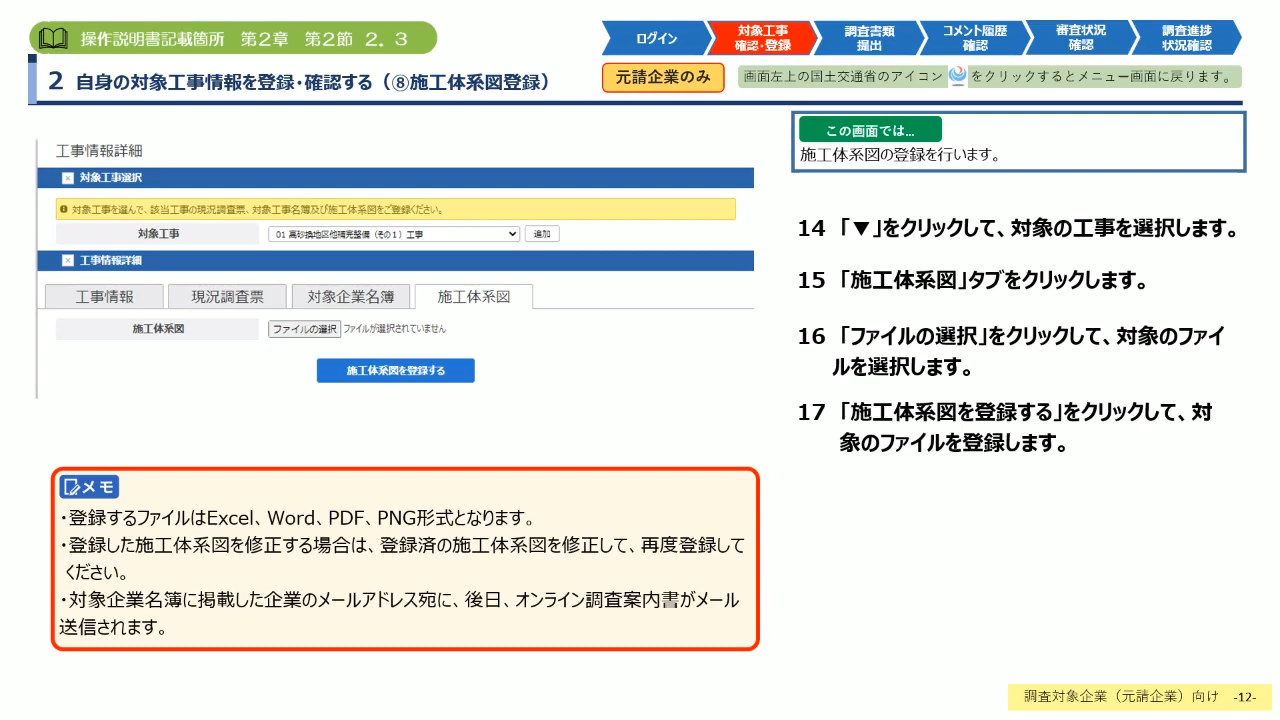 操作説明書記載箇所　第２章　第２節　２．３
ログイン
対象工事
確認・登録
調査書類
提出
コメント履歴
確認
審査状況
確認
調査進捗
状況確認
2 自身の対象工事情報を登録・確認する（⑧施工体系図登録）
元請企業のみ
画面左上の国土交通省のアイコン をクリックするとメニュー画面に戻ります。
この画面では…
施工体系図の登録を行います。
工事情報詳細
対象工事選択
対象工事を選んで、該当工事の現況調査票、対象工事名簿及び施工体系図をご登録ください。
対象工事
01 高砂換地区他補完整備（その１）工事
追加
工事情報詳細
工事情報
現況調査票
対象企業名簿
施工体系図
施工体系図
ファイルの選択 ファイルが選択されていません
施工体系図を登録する
14 「▼」をクリックして、対象の工事を選択します。
15 「施工体系図」タブをクリックします。
16 「ファイルの選択」をクリックして、対象のファイ
ルを選択します。
17 「施工体系図を登録する」をクリックして、対
象のファイルを登録します。
メモ
・登録するファイルはExcel、Word、PDF、PNG形式となります。
・登録した施工体系図を修正する場合は、登録済の施工体系図を修正して、再度登録して
ください。
・対象企業名簿に掲載した企業のメールアドレス宛に、後日、オンライン調査案内書がメール
送信されます。
調査対象企業（元請企業）向け -12-